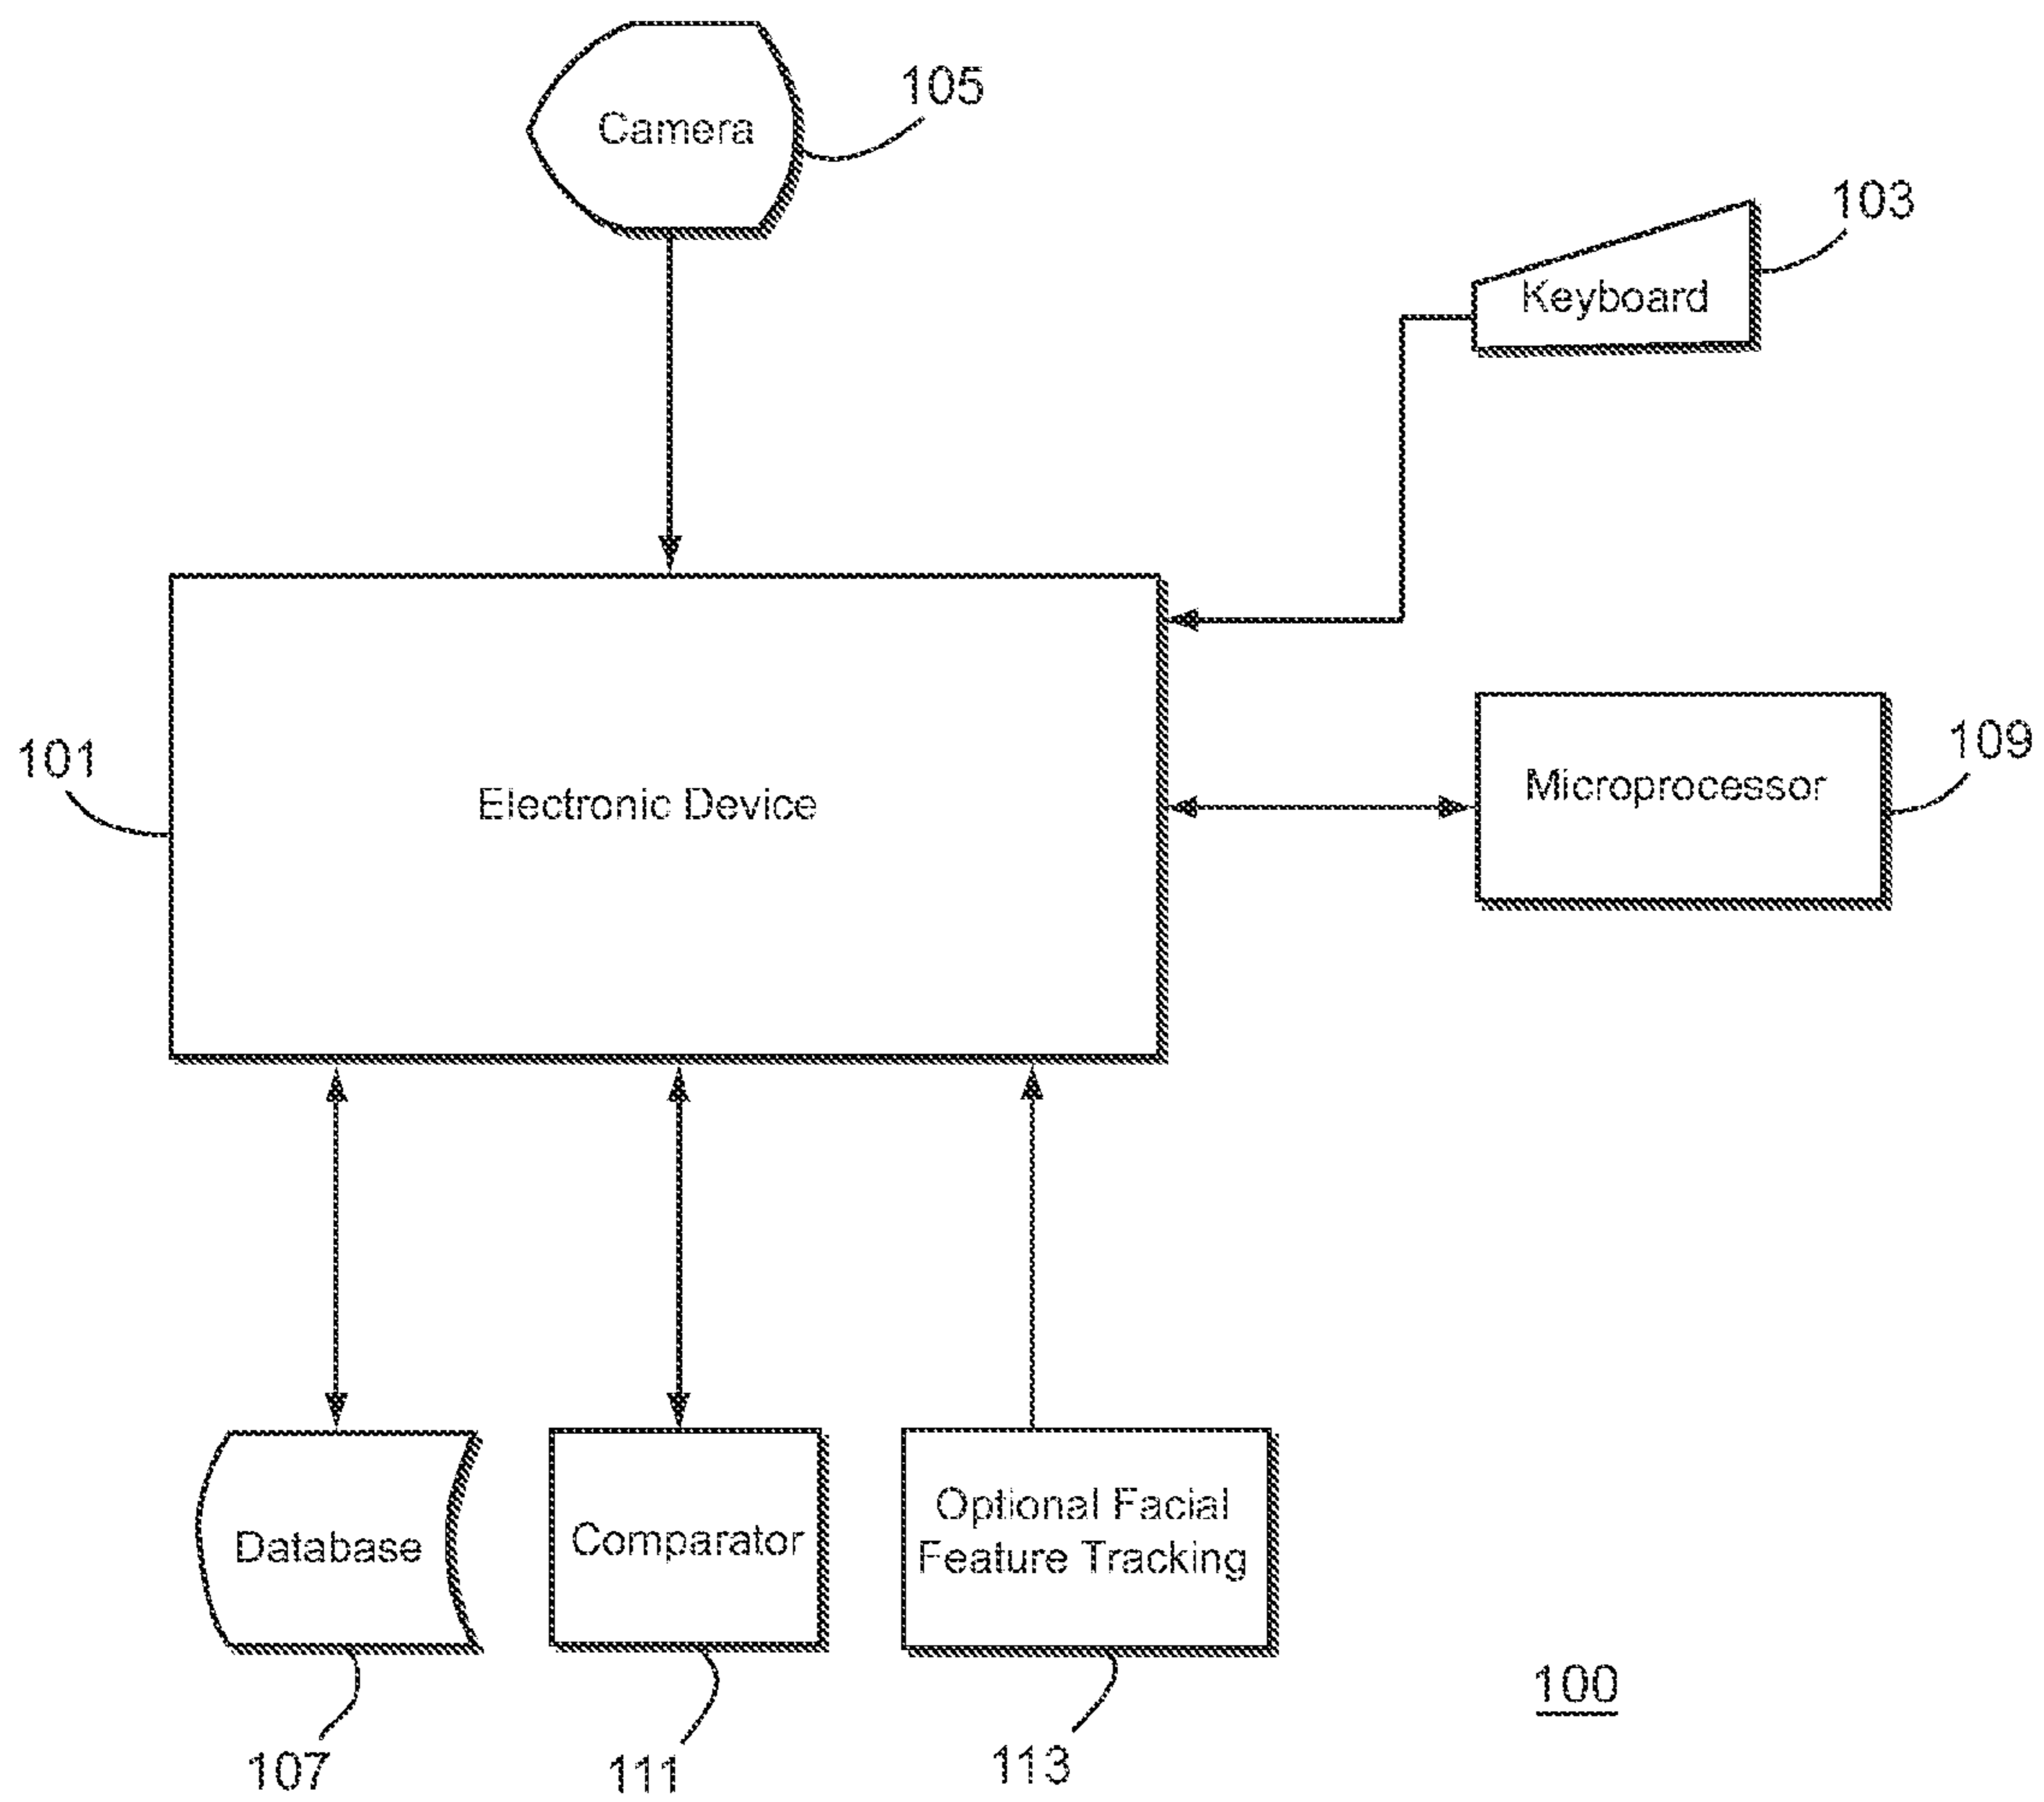 Camera
105
103
Keyboard
101
Electronic Device
109
Microprocessor
Database
Comparator
Optional Facial
Feature Tracking
107
111
113
100